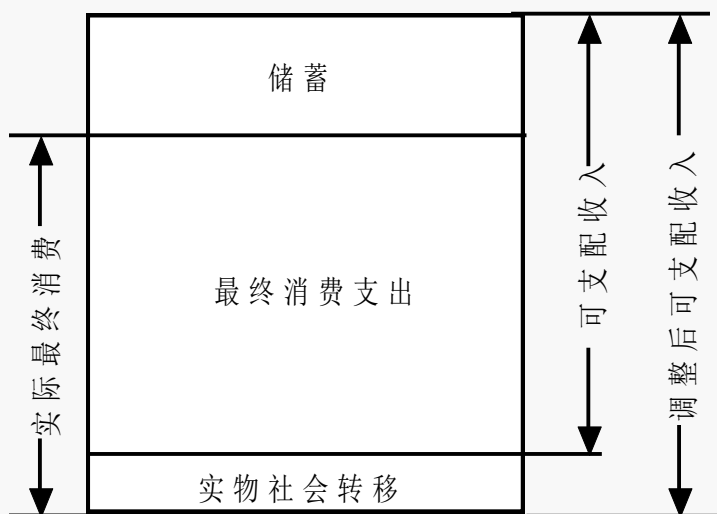 储蓄
最终消费支出
实物社会转移
实际最终消费
可支配收入
调整后可支配收入